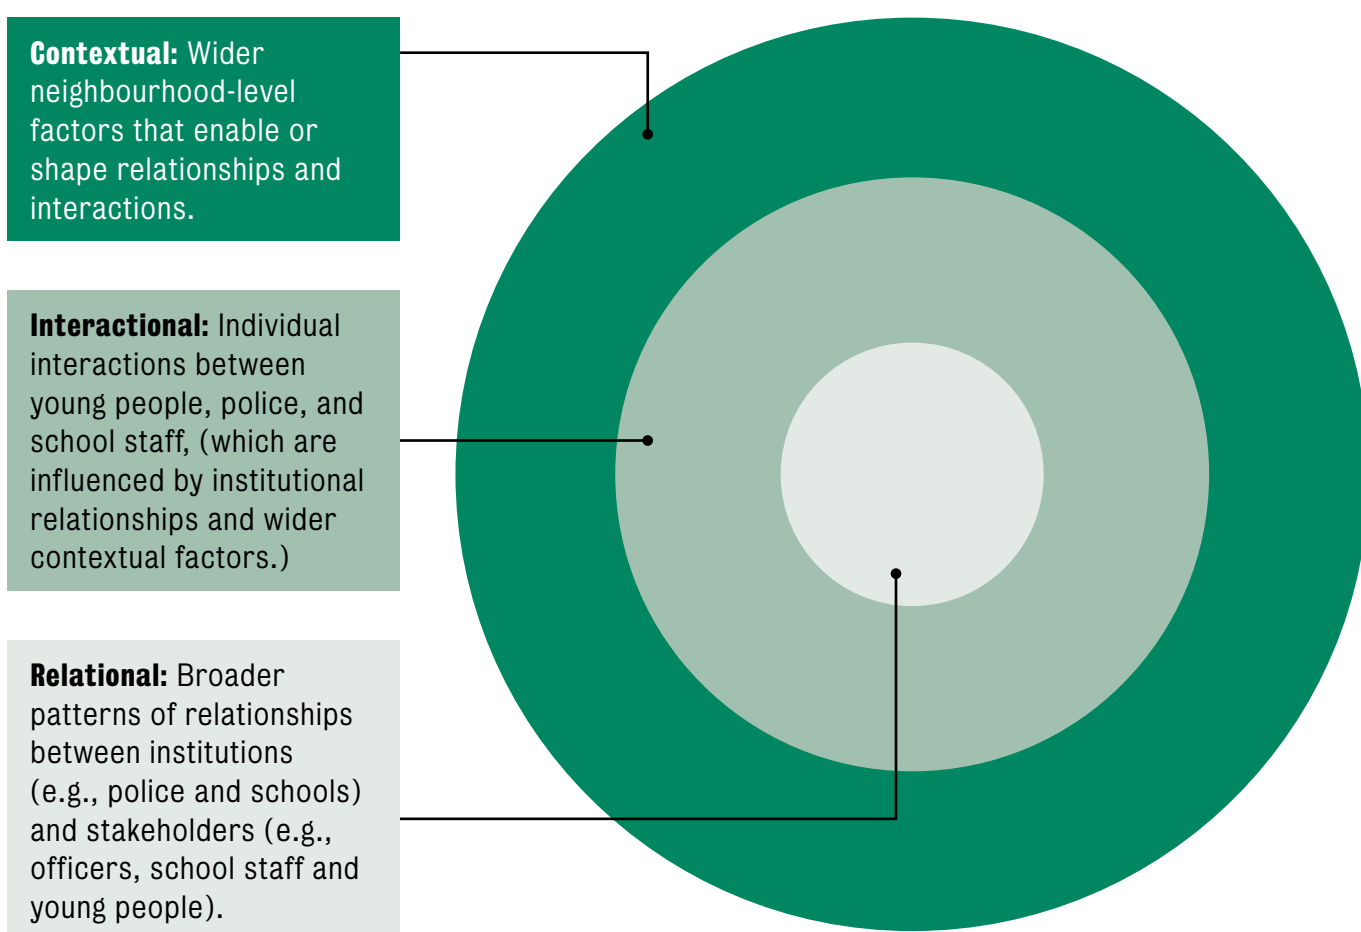 Contextual: Wider
neighbourhood-level
factors that enable or
shape relationships and
interactions.
Interactional: Individual
interactions between
young people, police, and
school staff, (which are
influenced by institutional
relationships and wider
contextual factors.)
Relational: Broader
patterns of relationships
between institutions
(e.g., police and schools)
and stakeholders (e.g.,
officers, school staff and
young people).